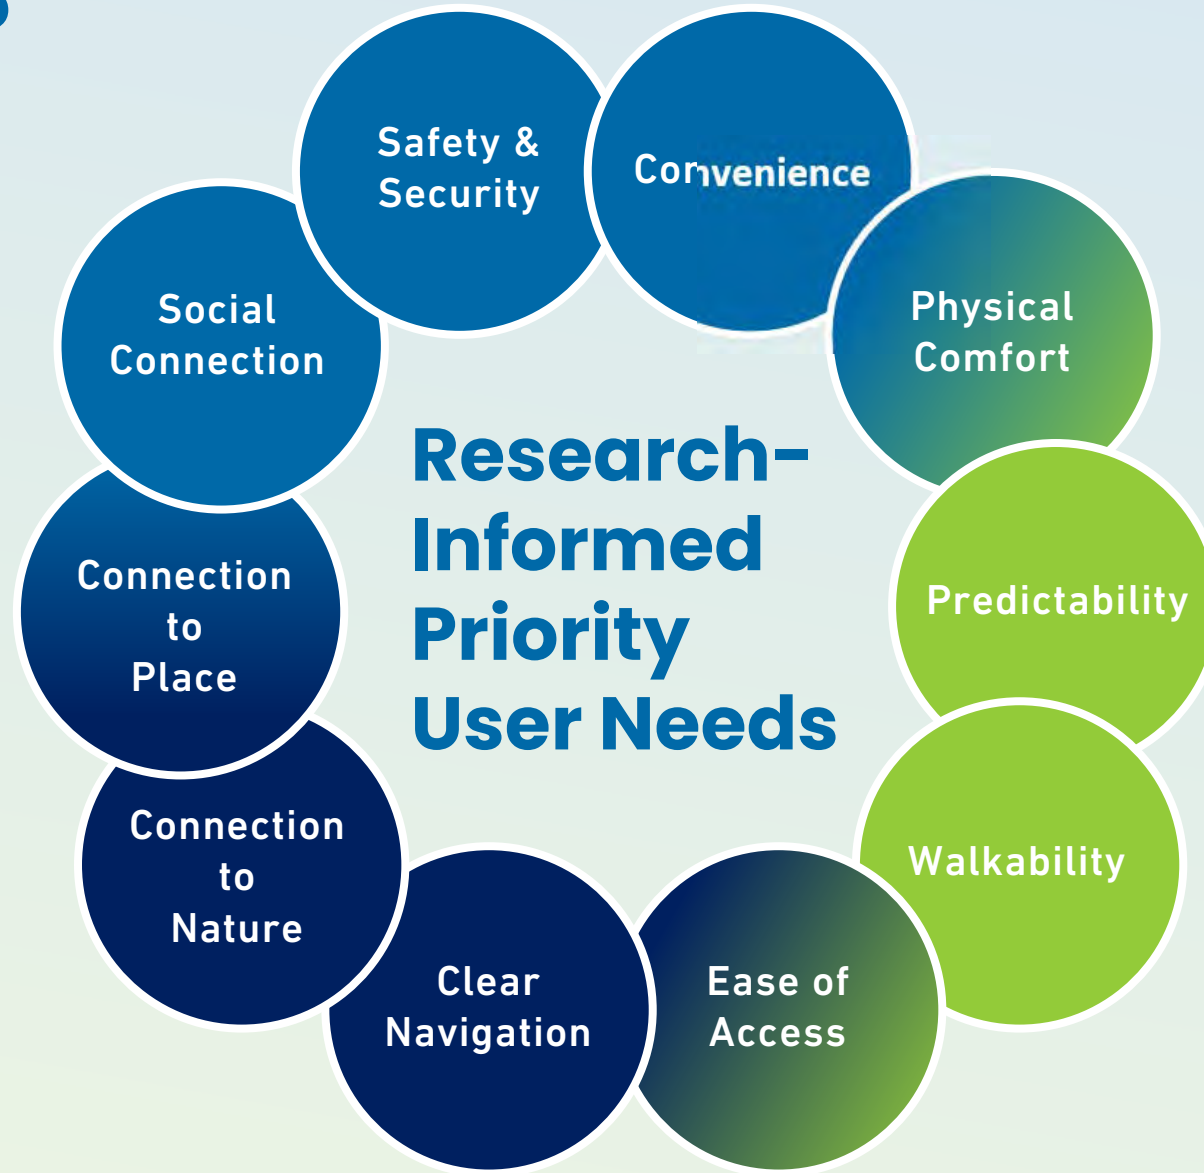 Safety &
Security
Convenience
Physical
Comfort
Predictability
Walkability
Ease of
Access
Clear
Navigation
Connection
to
Nature
Connection
to
Place
Social
Connection
Research-
Informed
Priority
User Needs